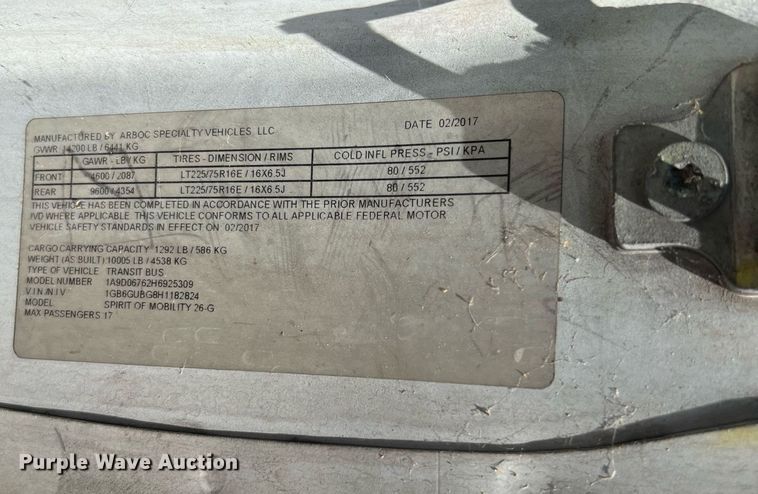 MANUFACTURED BY ARBOC SPECIALTY VEHICLES, LLC DATE 02/2017
GVWR 14200 LB / 6441 KG
GAWR - LB / KG TIRES - DIMENSION / RIMS COLD INFL PRESS - PSI / KPA
FRONT 4600 / 2087 LT225/75R16E / 16X6.5J 80 / 552
REAR 9600 / 4354 LT225/75R16E / 16X6.5J 80 / 552
THIS VEHICLE HAS BEEN COMPLETED IN ACCORDANCE WITH THE PRIOR MANUFACTURERS
IVD WHERE APPLICABLE. THIS VEHICLE CONFORMS TO ALL APPLICABLE FEDERAL MOTOR
VEHICLE SAFETY STANDARDS IN EFFECT ON 02/2017
CARGO CARRYING CAPACITY 1292 LB / 586 KG
WEIGHT (AS BUILT) 10005 LB / 4538 KG
TYPE OF VEHICLE TRANSIT BUS
MODEL NUMBER 1A9D06762H6925309
V I N /N I V 1GB6GUBG8H1182824
MODEL SPIRIT OF MOBILITY 26-G
MAX PASSENGERS 17
Purple Wave Auction